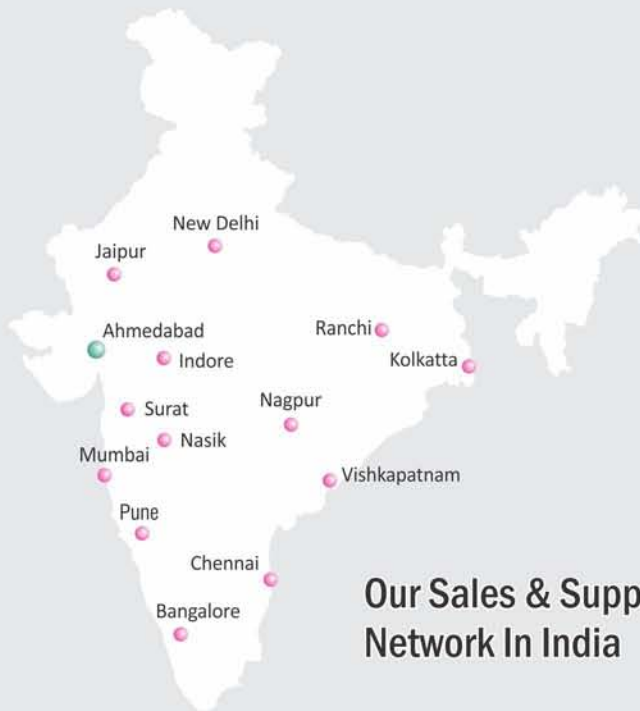 New Delhi
Jaipur
Ahmedabad
Ranchi
Indore
Kolkatta
Surat
Nagpur
Nasik
Mumbai
Vishkapatnam
Pune
Chennai
Bangalore
Our Sales & Supp
Network In India